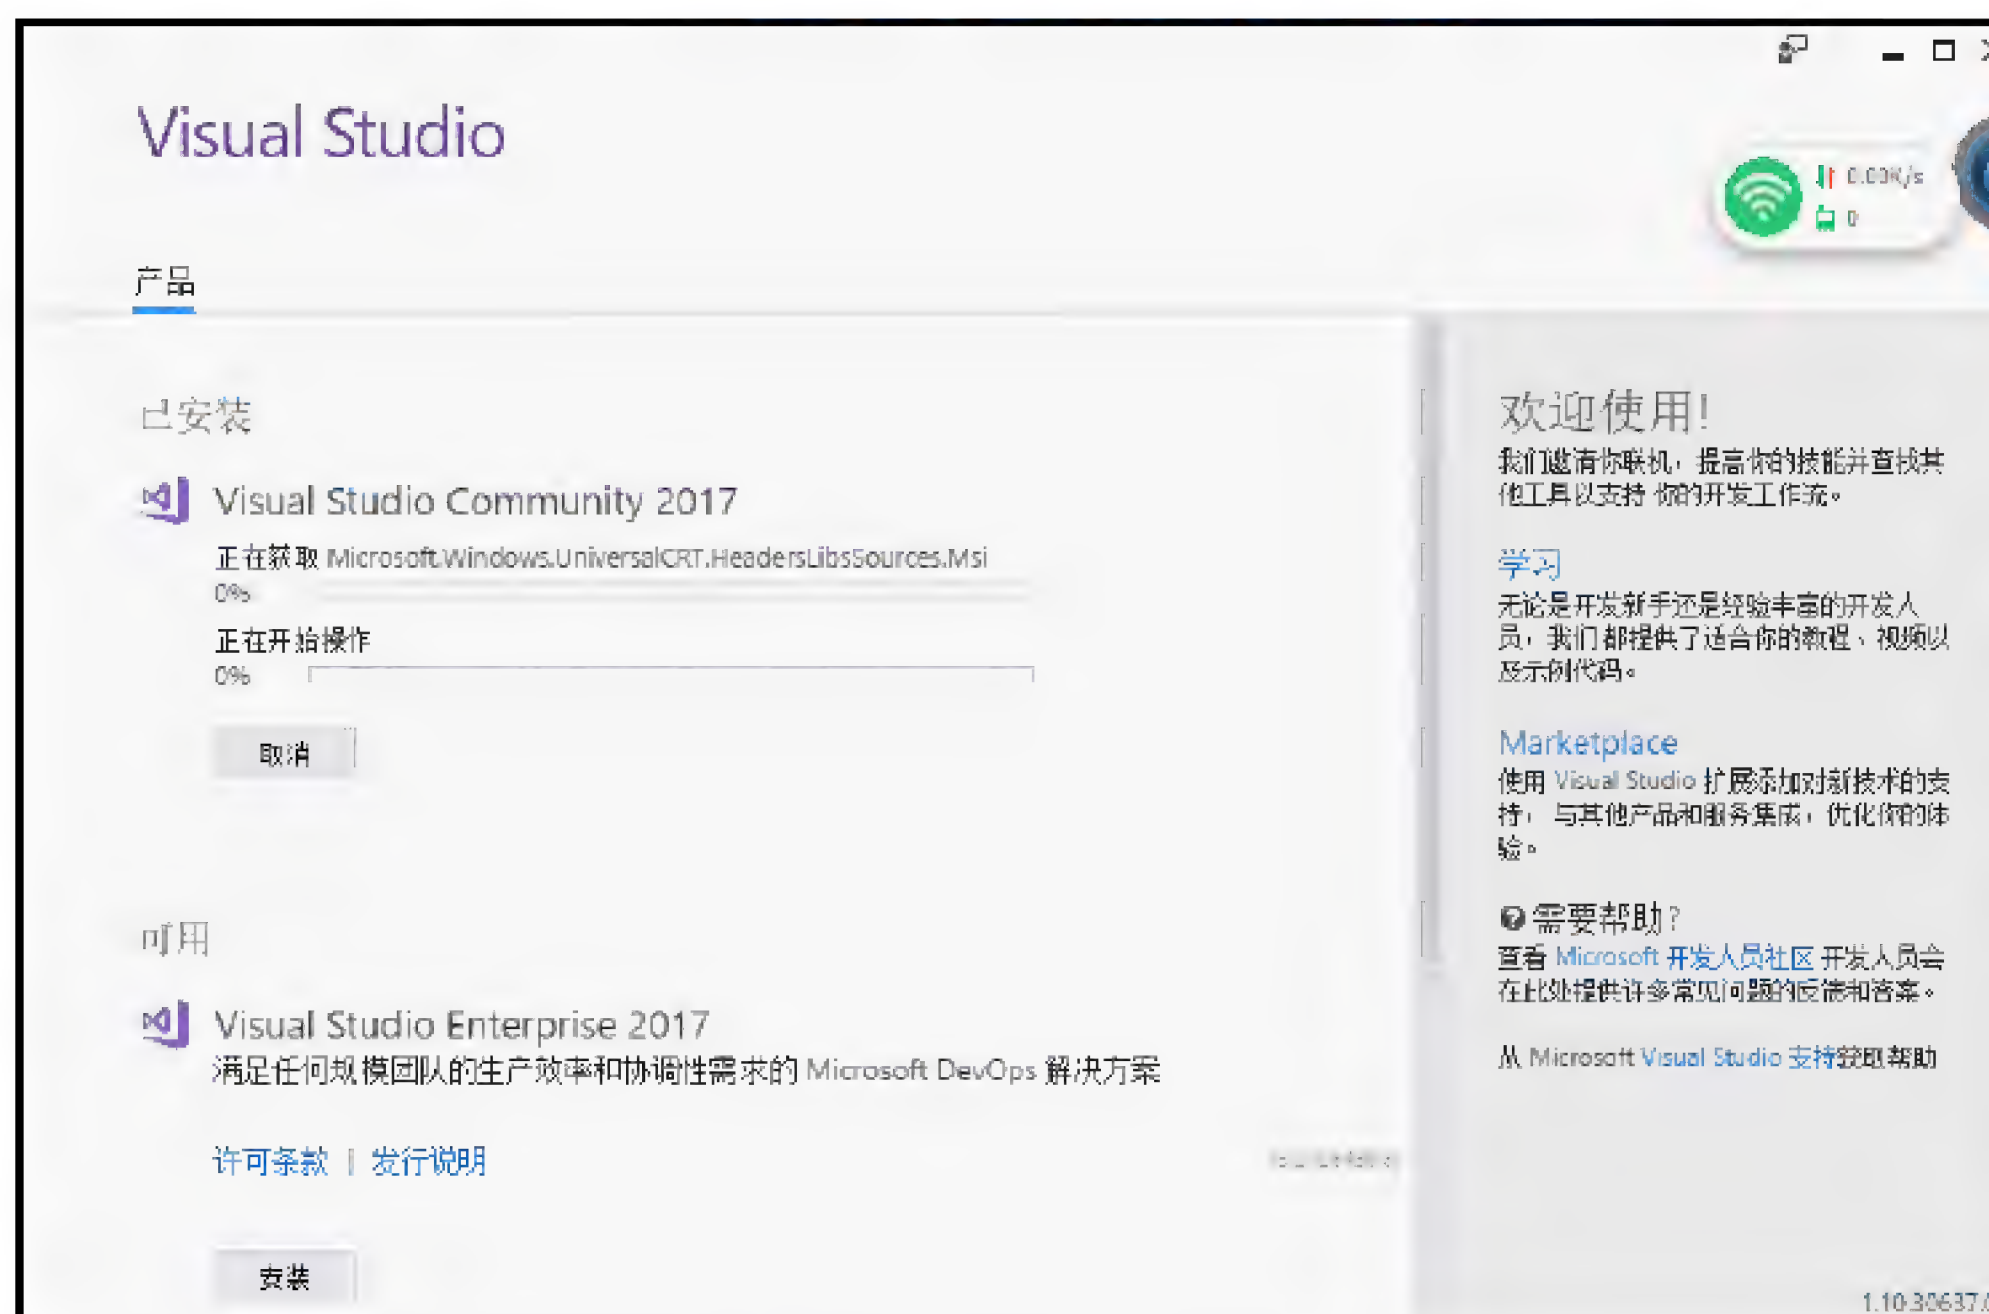 Visual Studio
0.00K/s
0
产品
已安装
Visual Studio Community 2017
正在获取 Microsoft.Windows.UniversalCRT.HeadersLibsSources.Msi
0%
正在开始操作
0%
取消
可用
Visual Studio Enterprise 2017
满足任何规模团队的生产效率和协调性需求的 Microsoft DevOps 解决方案
许可条款 | 发行说明
安装
欢迎使用!
我们邀请你联机，提高你的技能并查找其
他工具以支持 你的开发工作流。
学习
无论是开发新手还是经验丰富的开发人
员，我们 都提供了适合你的教程、视频以
及示例代码。
Marketplace
使用 Visual Studio 扩展添加对新技术的支
持， 与其他产品和服务集成，优化你的体
验。
需要帮助?
查看 Microsoft 开发人员社区 开发人员会
在此处提供许多常见问题的反馈和答案。
从 Microsoft Visual Studio 支持获取帮助
1.10.30637.